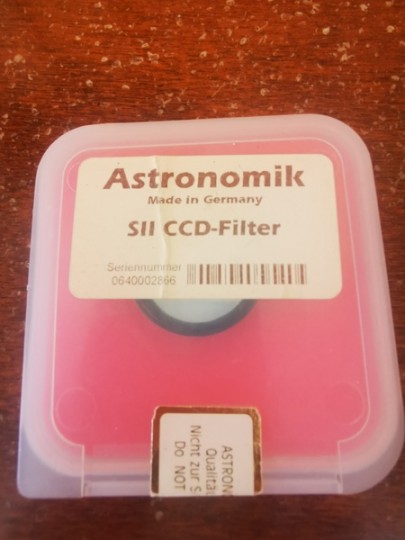 Astronomik
Made in Germany
SII CCD-Filter
Seriennummer
0640002866
ASTRON
Qualitä
Nicht zur S
Do NOT